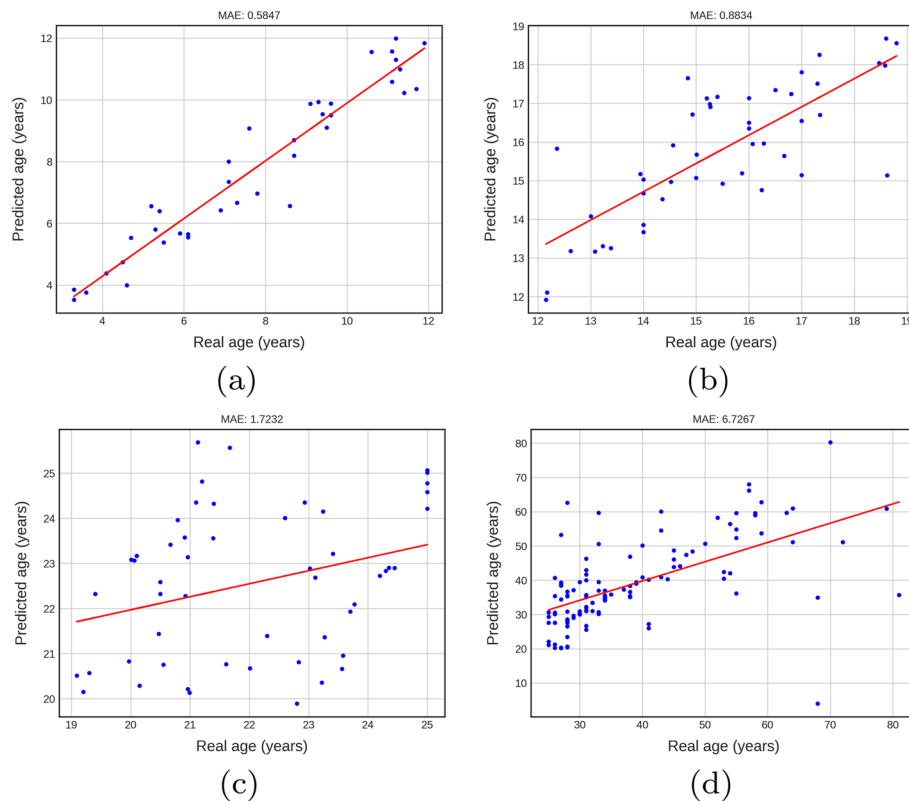 MAE: 0.5847
12
10
8
6
4
Predicted age (years)
4 6 8 10 12
Real age (years)
(a)
MAE: 0.8834
19
18
17
16
15
14
13
12
Predicted age (years)
12 13 14 15 16 17 18 19
Real age (years)
(b)
MAE: 1.7232
25
24
23
22
21
20
Predicted age (years)
19 20 21 22 23 24 25
Real age (years)
(c)
MAE: 6.7267
80
70
60
50
40
30
20
10
Predicted age (years)
30 40 50 60 70 80
Real age (years)
(d)